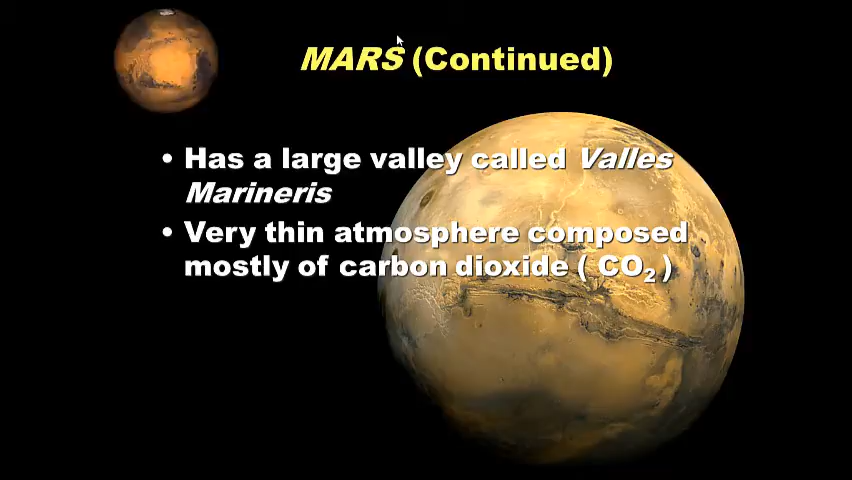 MARS (Continued)
• Has a large valley called Valles
Marineris
• Very thin atmosphere composed
mostly of carbon dioxide ( CO₂ )